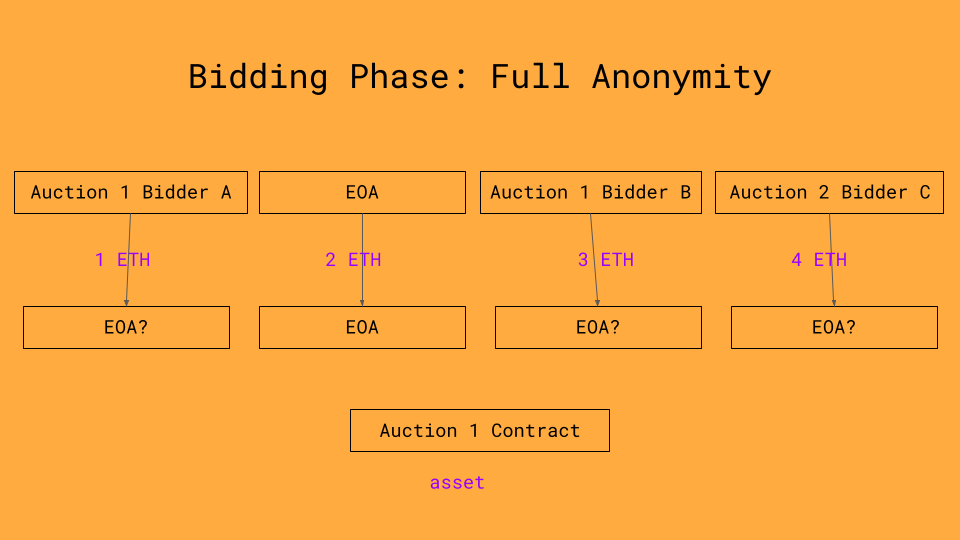 Bidding Phase: Full Anonymity
Auction 1 Bidder A
EOA
Auction 1 Bidder B
Auction 2 Bidder C
1 ETH
2 ETH
3 ETH
4 ETH
EOA?
EOA
EOA?
EOA?
Auction 1 Contract
asset